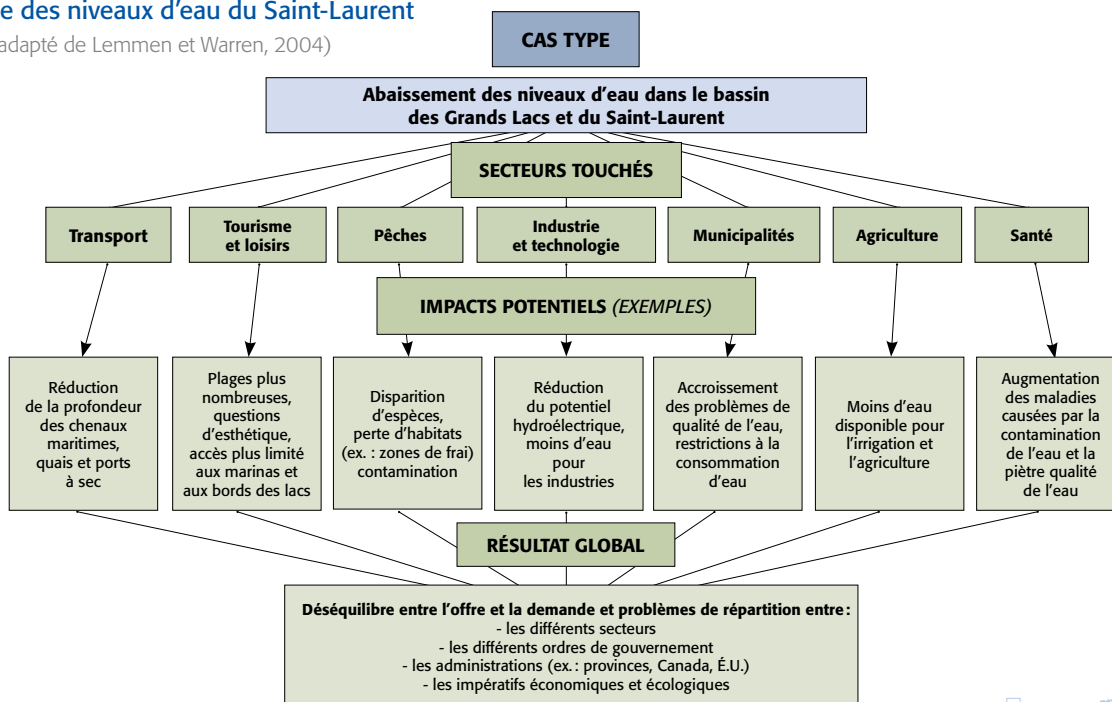 e des niveaux d'eau du Saint-Laurent
adapté de Lemmen et Warren, 2004)
CAS TYPE
Abaissement des niveaux d'eau dans le bassin
des Grands Lacs et du Saint-Laurent
SECTEURS TOUCHÉS
Transport
Tourisme
et loisirs
Pêches
Industrie
et technologie
Municipalités
Agriculture
Santé
IMPACTS POTENTIELS (EXEMPLES)
Réduction
de la profondeur
des chenaux
maritimes,
quais et ports
à sec
Plages plus
nombreuses,
questions
d'esthétique,
accès plus limité
aux marinas et
aux bords des lacs
Disparition
d'espèces,
perte d'habitats
(ex. : zones de frai)
contamination
Réduction
du potentiel
hydroélectrique,
moins d'eau
pour
les industries
Accroissement
des problèmes de
qualité de l'eau,
restrictions à la
consommation
d'eau
Moins d'eau
disponible pour
l'irrigation et
l'agriculture
Augmentation
des maladies
causées par la
contamination
de l'eau et la
piètre qualité
de l'eau
RÉSULTAT GLOBAL
Déséquilibre entre l'offre et la demande et problèmes de répartition entre :
- les différents secteurs
- les différents ordres de gouvernement
- les administrations (ex. : provinces, Canada, É.U.)
- les impératifs économiques et écologiques